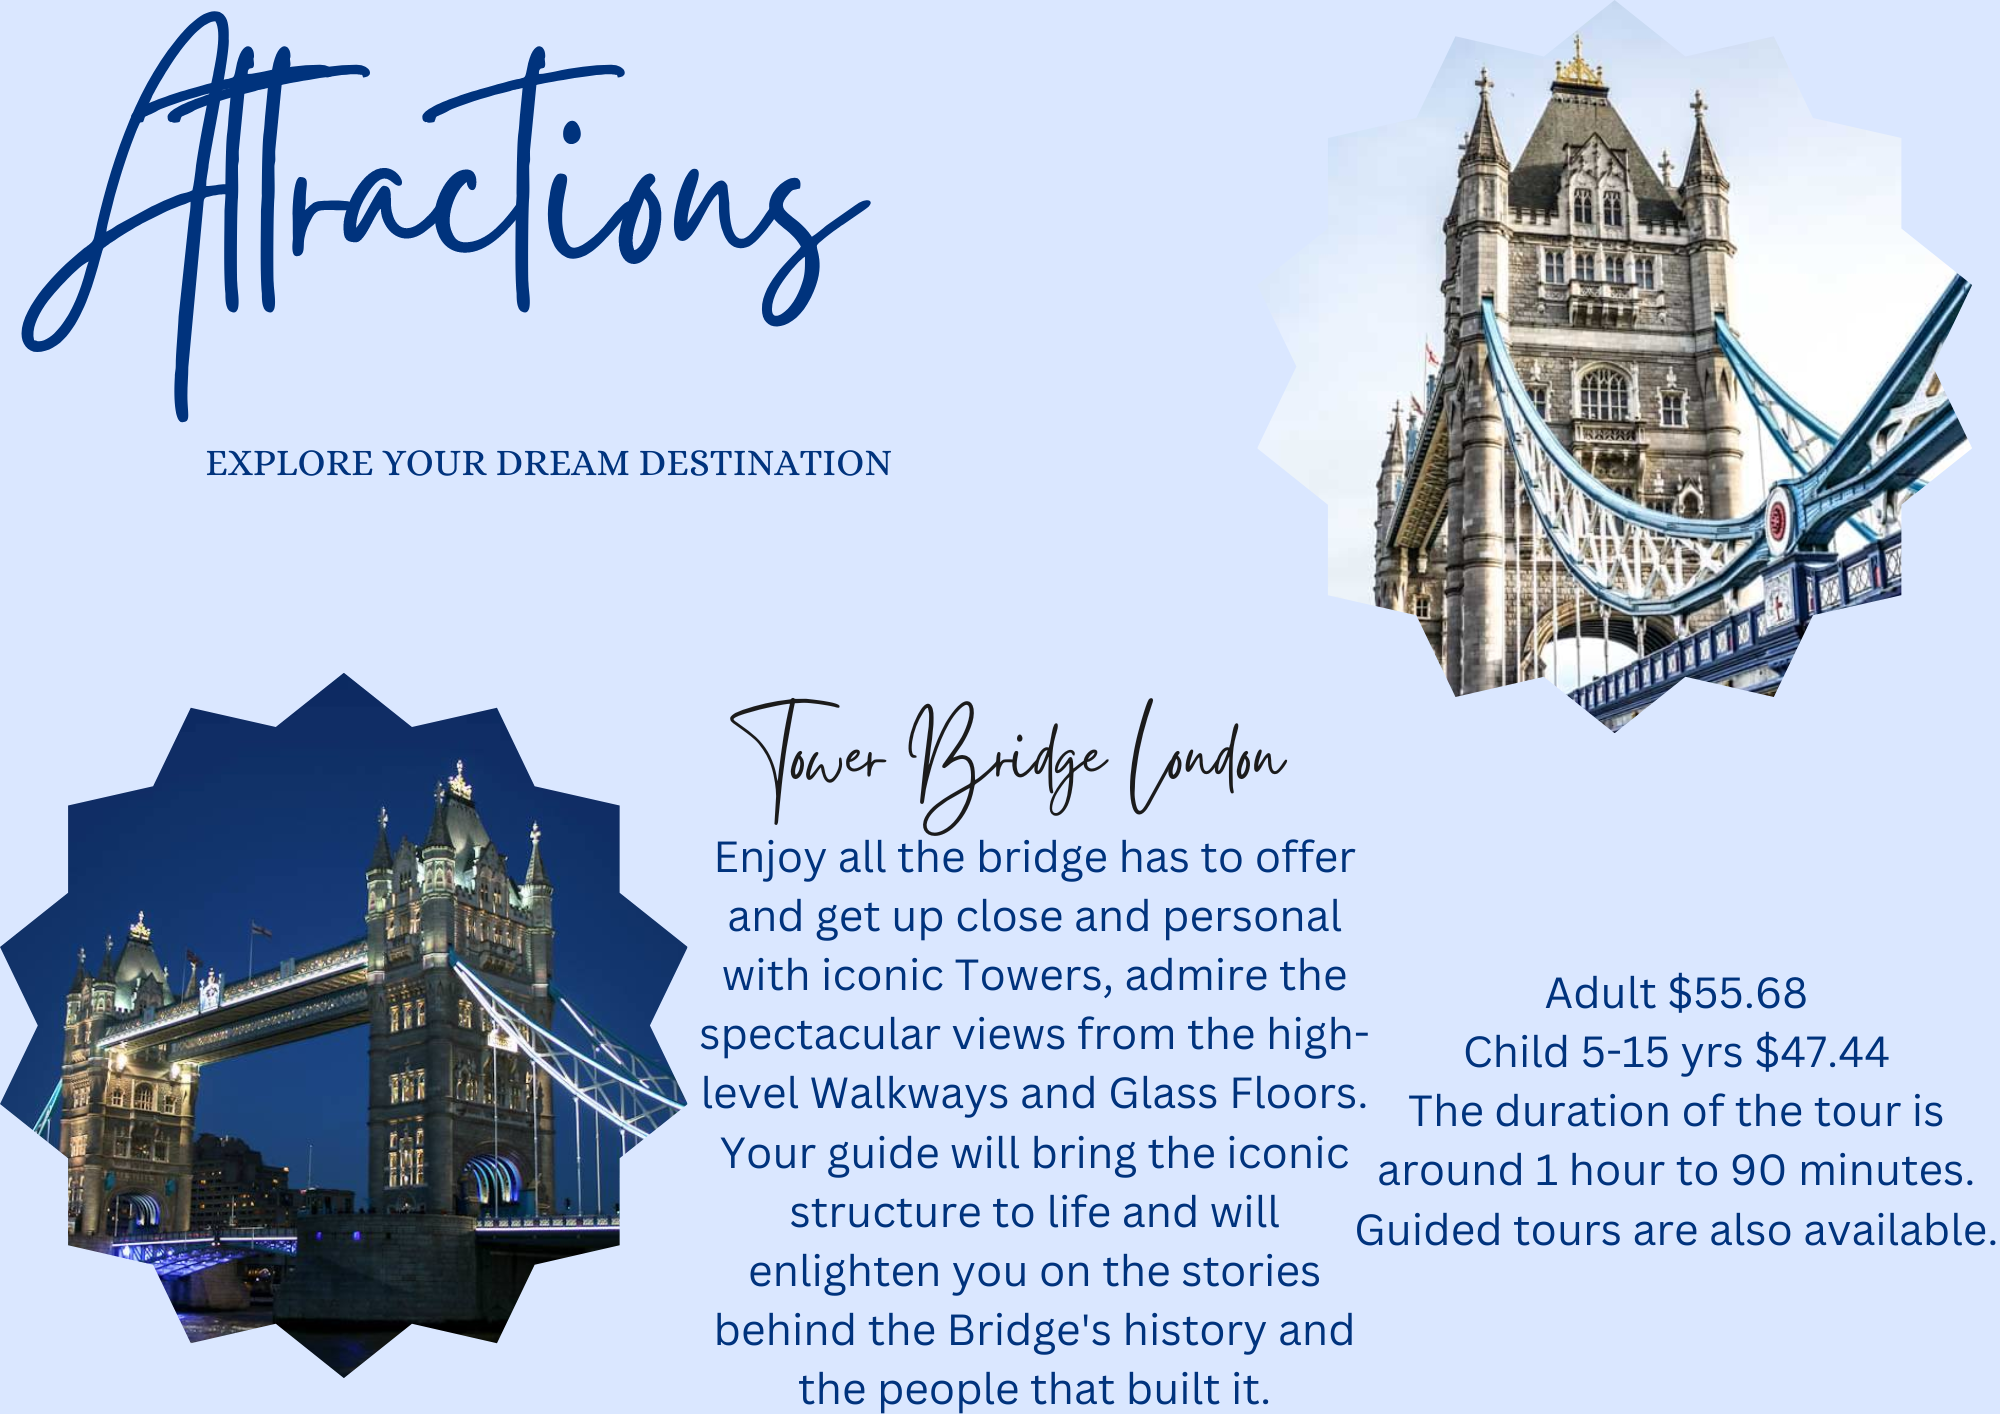 Attractions
EXPLORE YOUR DREAM DESTINATION
Tower Bridge London
Enjoy all the bridge has to offer
and get up close and personal
with iconic Towers, admire the
spectacular views from the high-
level Walkways and Glass Floors.
Your guide will bring the iconic
structure to life and will
enlighten you on the stories
behind the Bridge's history and
the people that built it.
Adult $55.68
Child 5-15 yrs $47.44
The duration of the tour is
around 1 hour to 90 minutes.
Guided tours are also available.